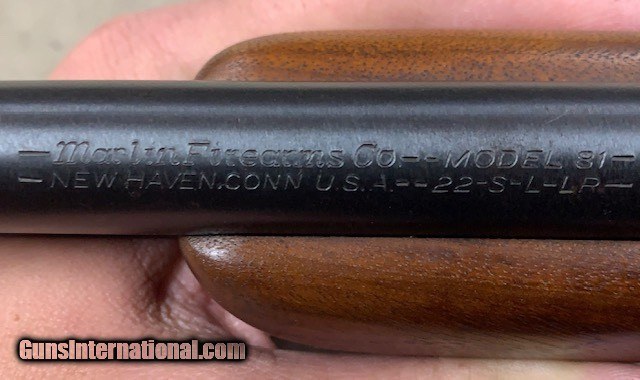 —Marlin Firearms Co-- MODEL 81—
—NEW HAVEN.CONN U.S.A--22-S-L-LR—
GunsInternational.com